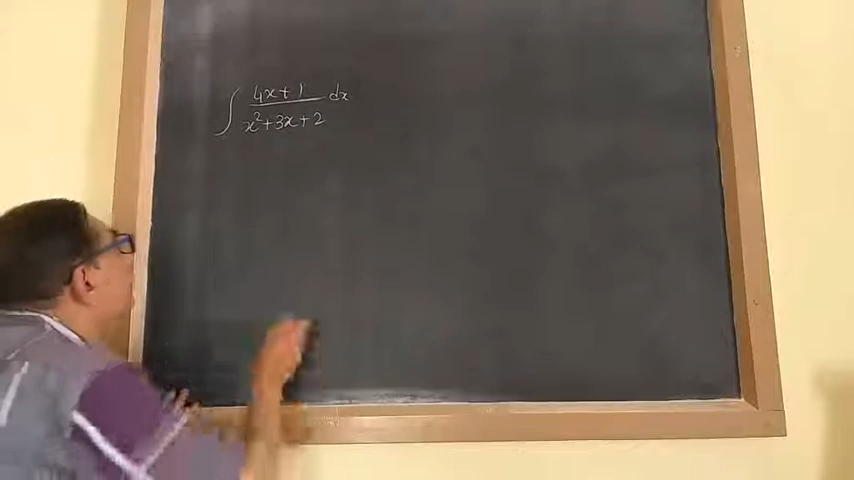 ∫ (4x+1)/(x²+3x+2) dx